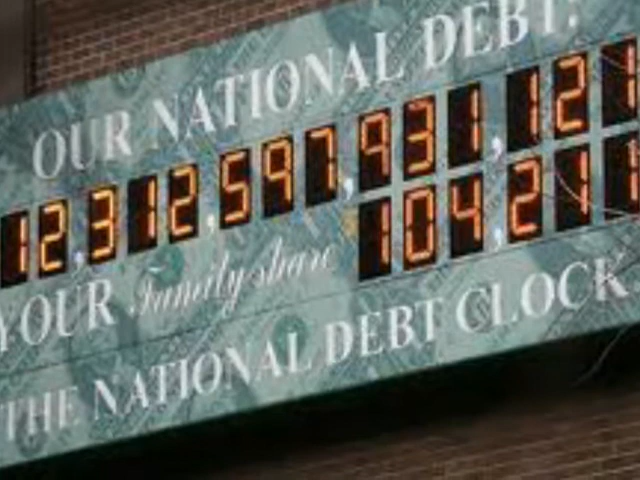 OUR NATIONAL DEBT:
12,312,597,931,121
YOUR Family share 104,211
THE NATIONAL DEBT CLOCK